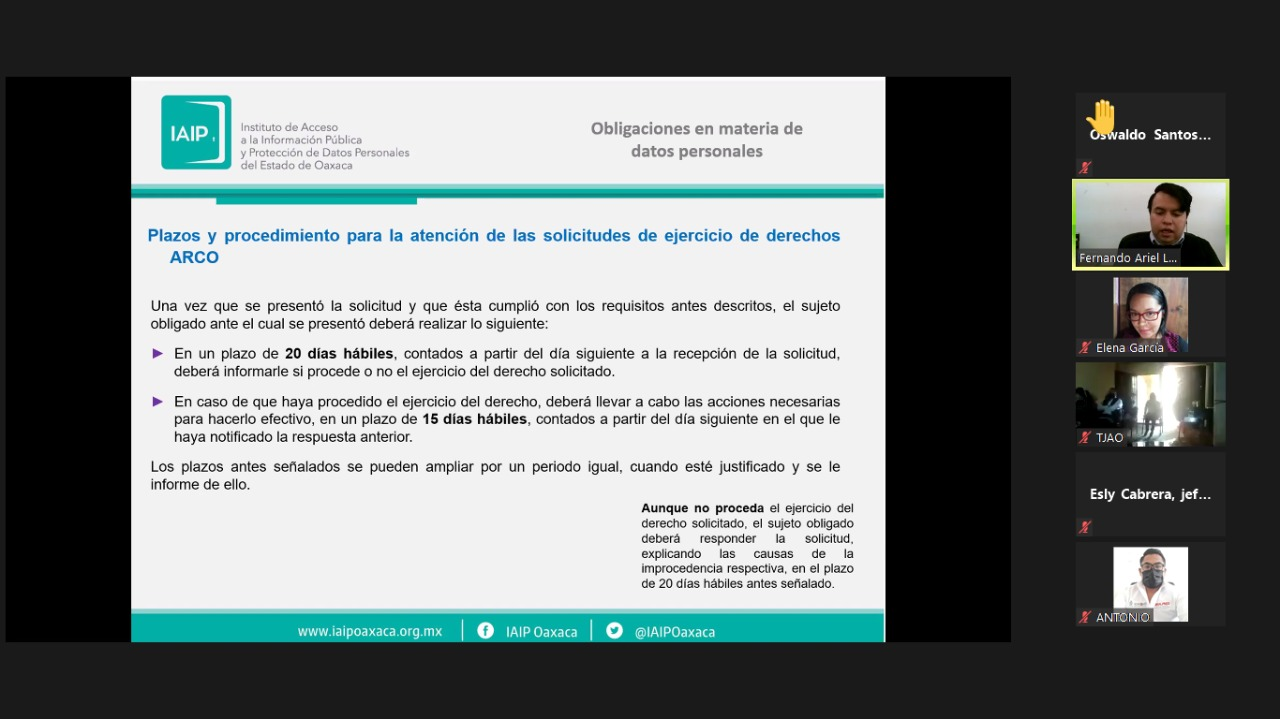 IAIP
Instituto de Acceso
a la Información Pública
y Protección de Datos Personales
del Estado de Oaxaca
Obligaciones en materia de
datos personales
Plazos y procedimiento para la atención de las solicitudes de ejercicio de derechos
ARCO
Una vez que se presentó la solicitud y que ésta cumplió con los requisitos antes descritos, el sujeto
obligado ante el cual se presentó deberá realizar lo siguiente:
En un plazo de 20 días hábiles, contados a partir del día siguiente a la recepción de la solicitud,
deberá informarle si procede o no el ejercicio del derecho solicitado.
En caso de que haya procedido el ejercicio del derecho, deberá llevar a cabo las acciones necesarias
para hacerlo efectivo, en un plazo de 15 días hábiles, contados a partir del día siguiente en el que le
haya notificado la respuesta anterior.
Los plazos antes señalados se pueden ampliar por un periodo igual, cuando esté justificado y se le
informe de ello.
Aunque no proceda el ejercicio del
derecho solicitado, el sujeto obligado
deberá responder la solicitud,
explicando las causas de la
improcedencia respectiva, en el plazo
de 20 días hábiles antes señalado.
www.iaipoaxaca.org.mx
IAIP Oaxaca
@IAIPOaxaca
Oswaldo Santos...
Fernando Ariel L...
Elena García
TJAO
Esly Cabrera, jef...
ANTONIO